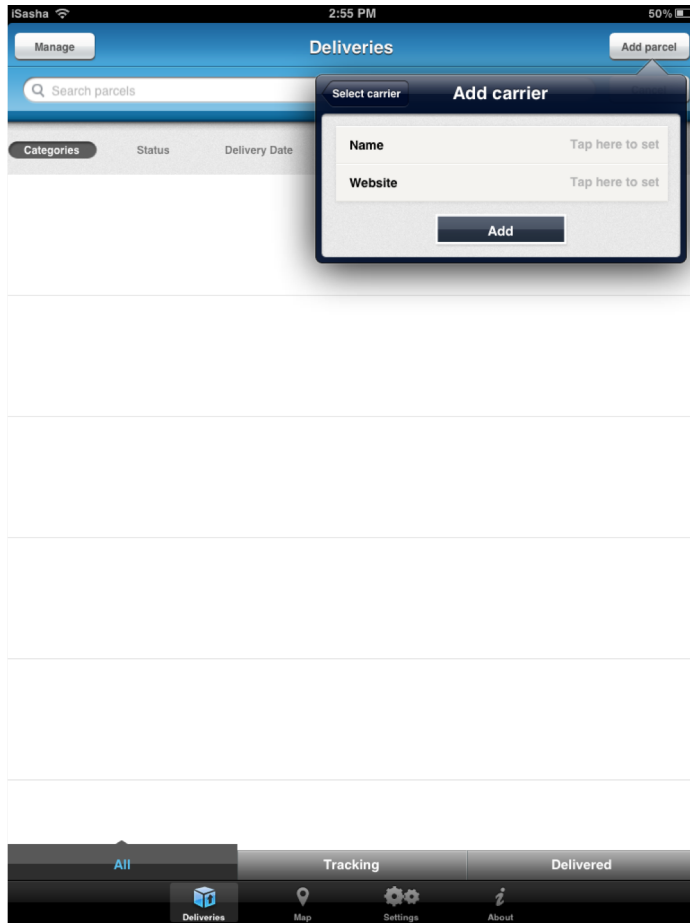 iSasha 2:55 PM 50%
Manage Deliveries Add parcel
Search parcels
Select carrier Add carrier
Categories Status Delivery Date
Name Tap here to set
Website Tap here to set
Add
All Tracking Delivered
Deliveries Map Settings About